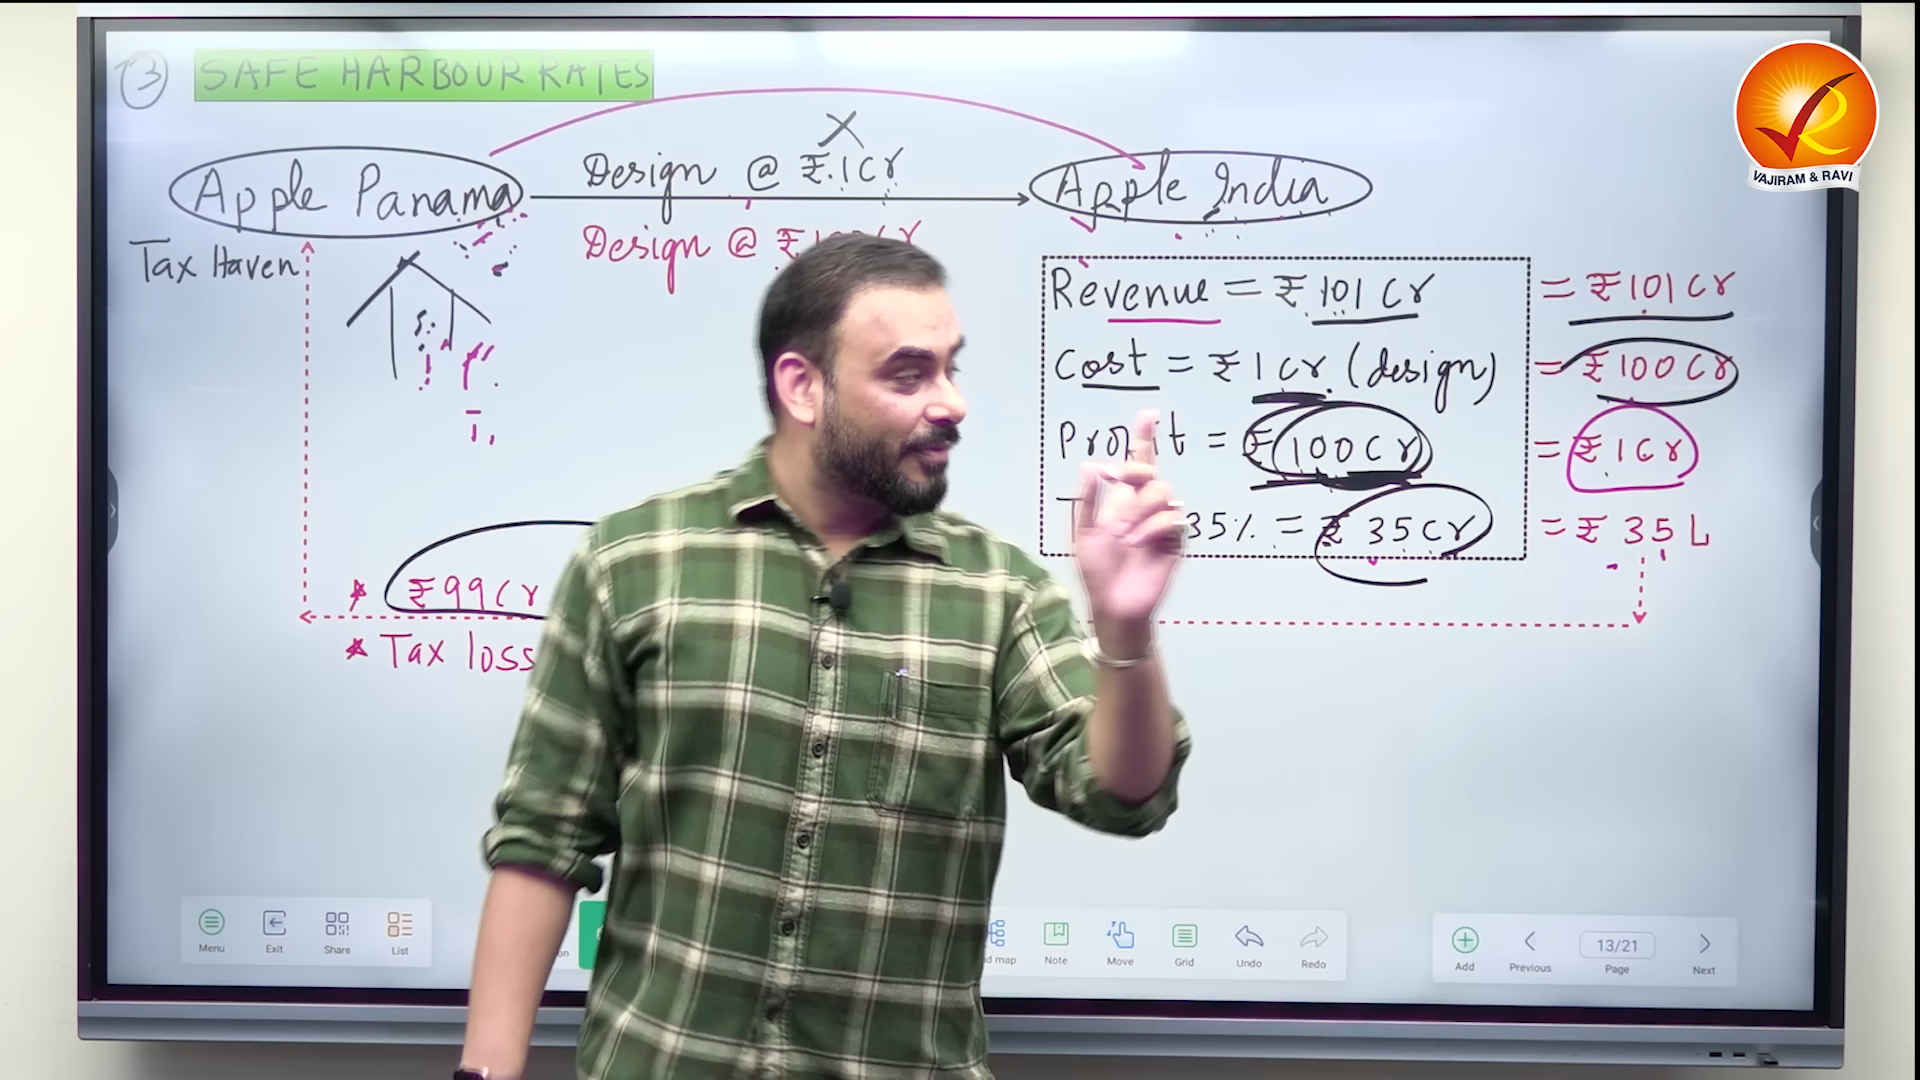 13 SAFE HARBOUR RATES
VAJIRAM & RAVI
Apple Panama
Design @ ₹.1Cr
X
Apple India
Tax Haven
Design @ ₹
Revenue = ₹101 Cr = ₹101 Cr
Cost = ₹1 Cr. (design) = ₹100 Cr
Profit = ₹100 Cr = ₹1 Cr
35% = ₹35 Cr = ₹35 L
* ₹99 Cr
* Tax loss
Menu
Exit
Share
List
Note
Move
Grid
Undo
Redo
Add
Previous
13/21
Page
Next